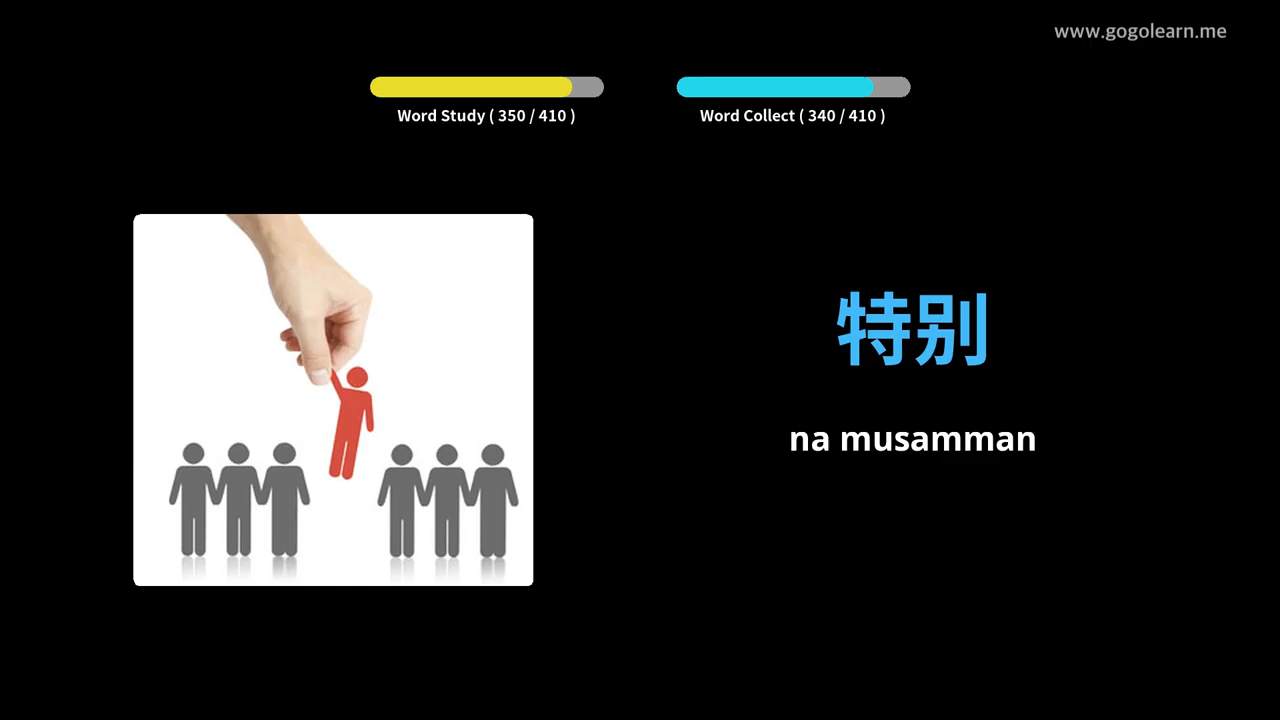 www.gogolearn.me
Word Study ( 350 / 410 )
Word Collect ( 340 / 410 )
特别
na musamman